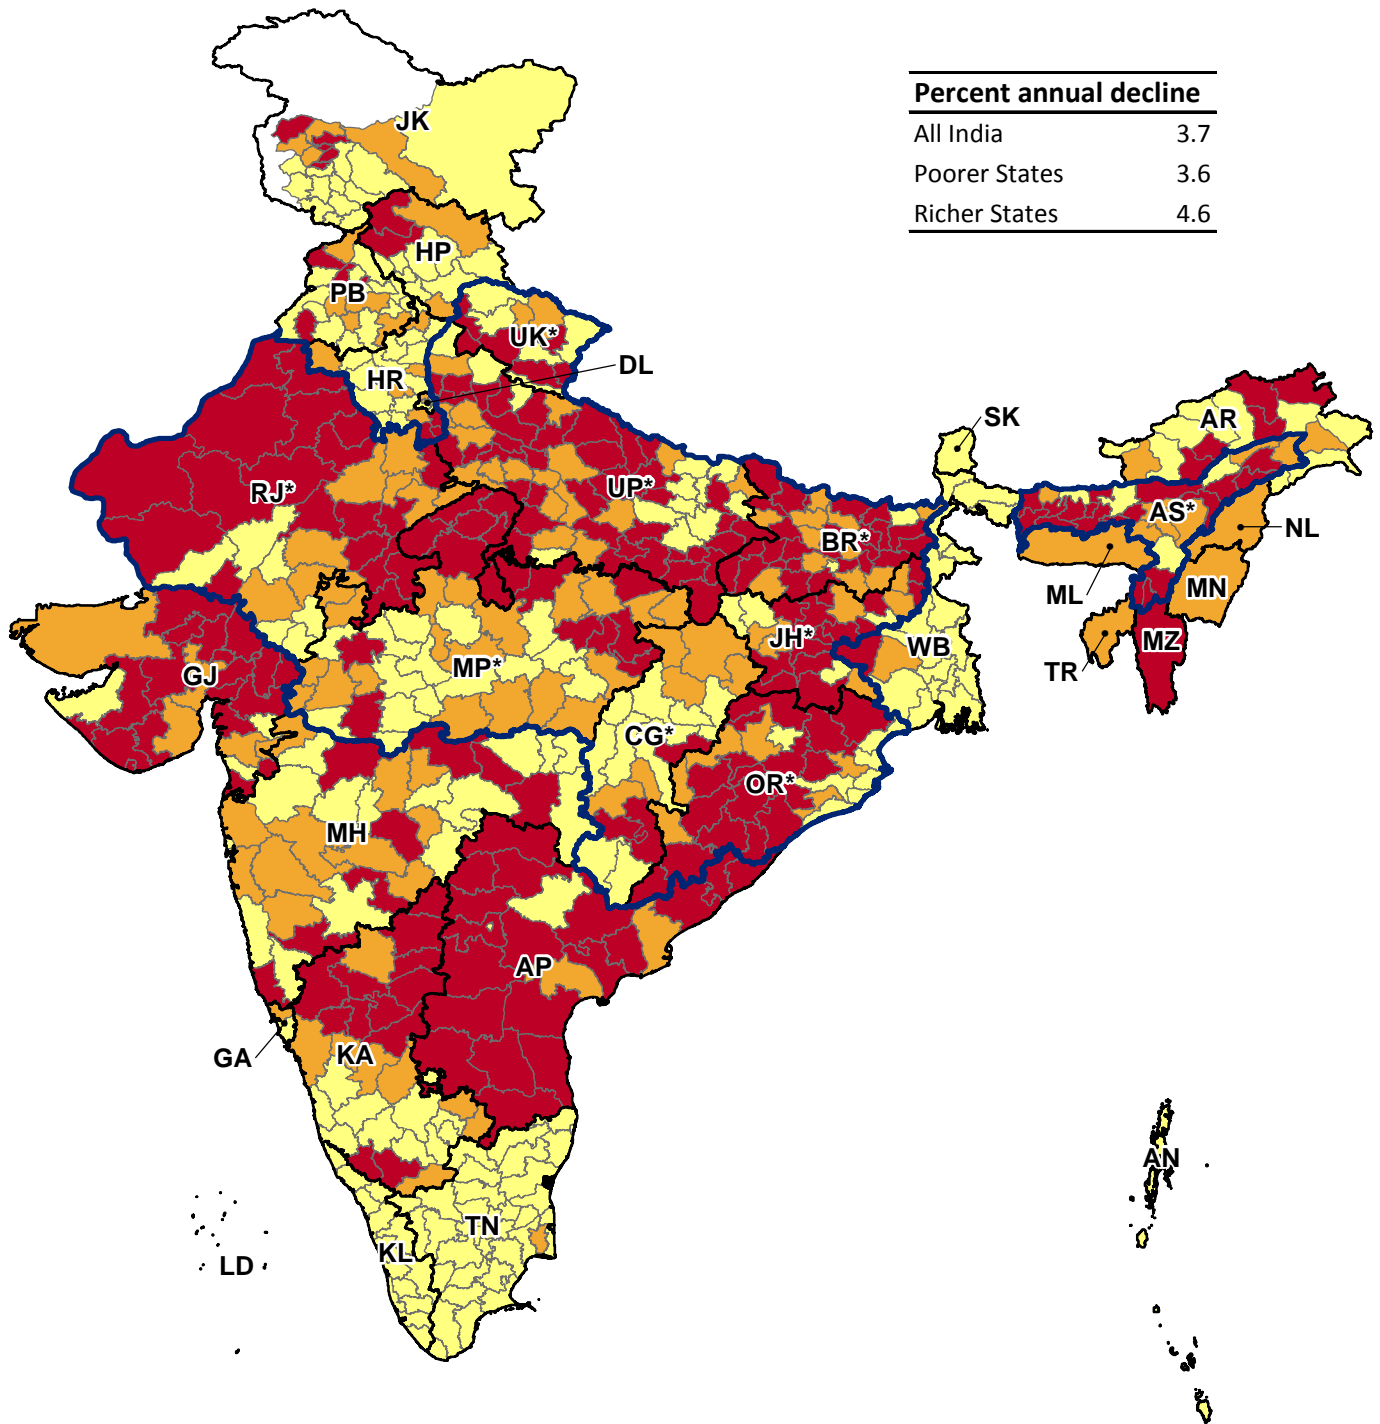 Percent annual decline
All India 3.7
Poorer States 3.6
Richer States 4.6
JK
HP
PB
UK*
DL
HR
SK
AR
RJ*
UP*
AS*
NL
BR*
ML
MN
JH*
WB
MZ
TR
GJ
MP*
CG*
OR*
MH
AP
GA
KA
AN
TN
KL
LD